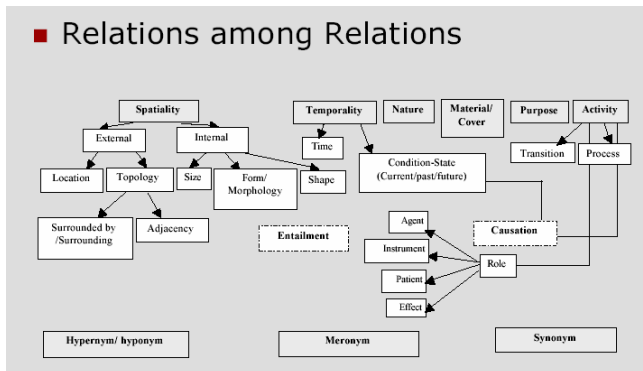 Relations among Relations
Spatiality
Temporality
Nature
Material/
Cover
Purpose
Activity
External
Internal
Time
Transition
Process
Condition-State
(Current/past/future)
Location
Topology
Size
Form/
Morphology
Shape
Surrounded by
/Surrounding
Adjacency
Entailment
Agent
Instrument
Patient
Effect
Role
Causation
Hypernym/ hyponym
Meronym
Synonym